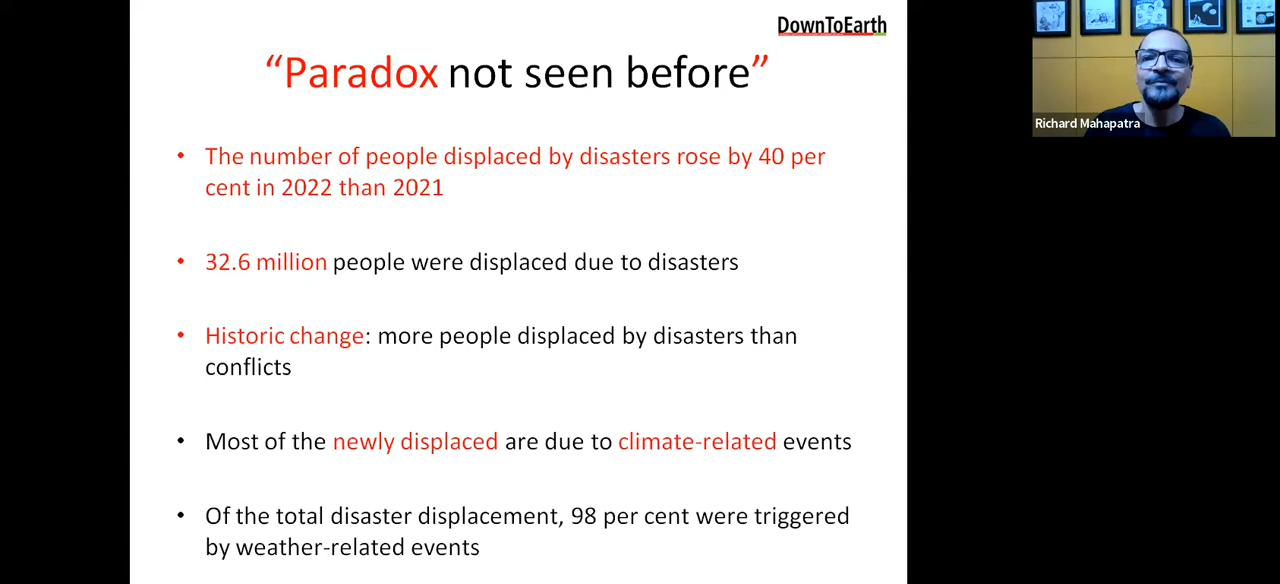 DownToEarth
“Paradox not seen before”
Richard Mahapatra
• The number of people displaced by disasters rose by 40 per
cent in 2022 than 2021
• 32.6 million people were displaced due to disasters
• Historic change: more people displaced by disasters than
conflicts
• Most of the newly displaced are due to climate-related events
• Of the total disaster displacement, 98 per cent were triggered
by weather-related events